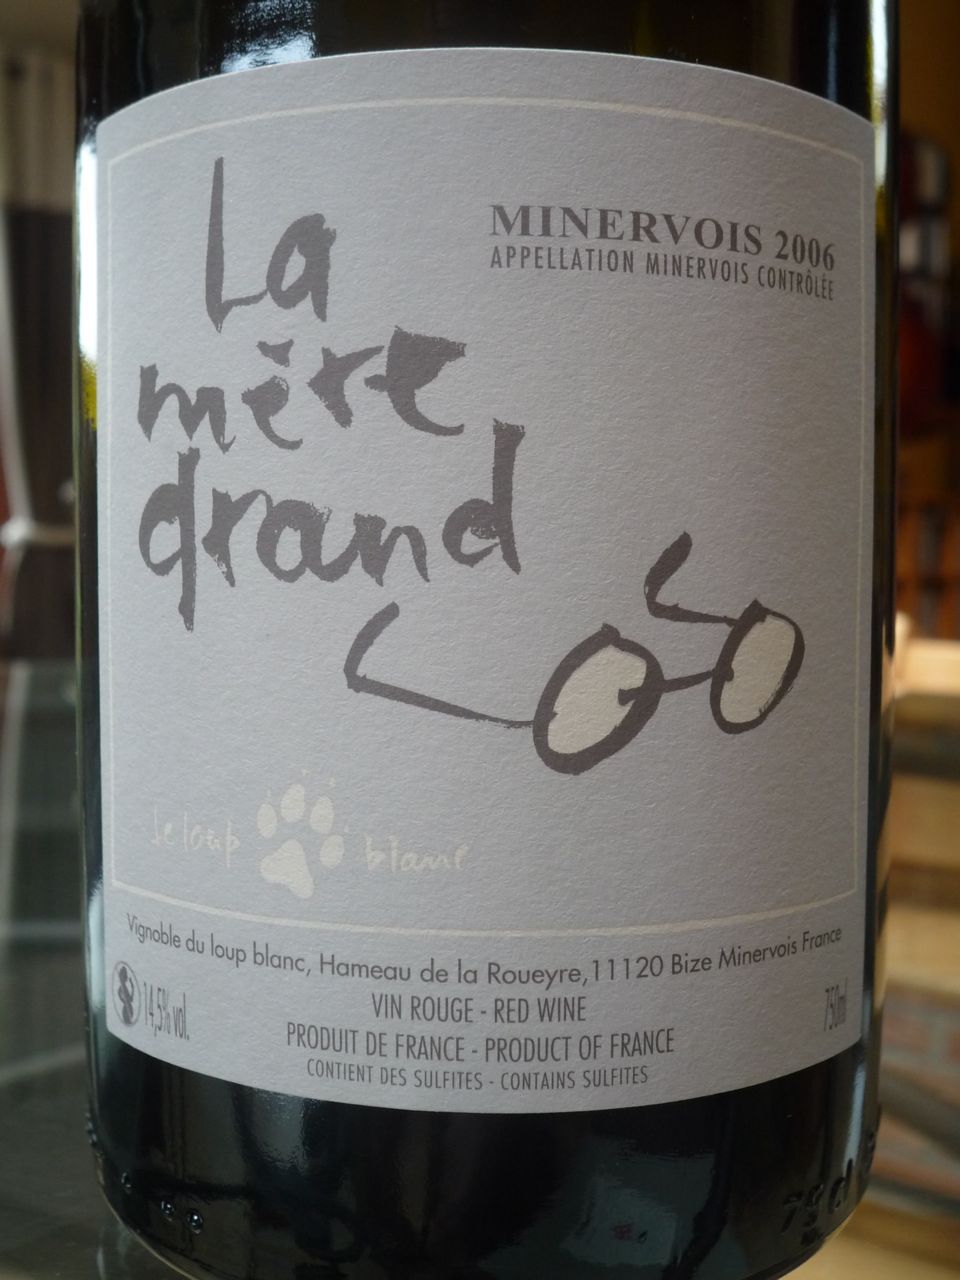 La
mère
grand
MINERVOIS 2006
APPELLATION MINERVOIS CONTRÔLÉE
le loup blanc
Vignoble du loup blanc, Hameau de la Roueyre, 11120 Bize Minervois France
14,5% vol.
VIN ROUGE - RED WINE
750ml
PRODUIT DE FRANCE - PRODUCT OF FRANCE
CONTIENT DES SULFITES - CONTAINS SULFITES